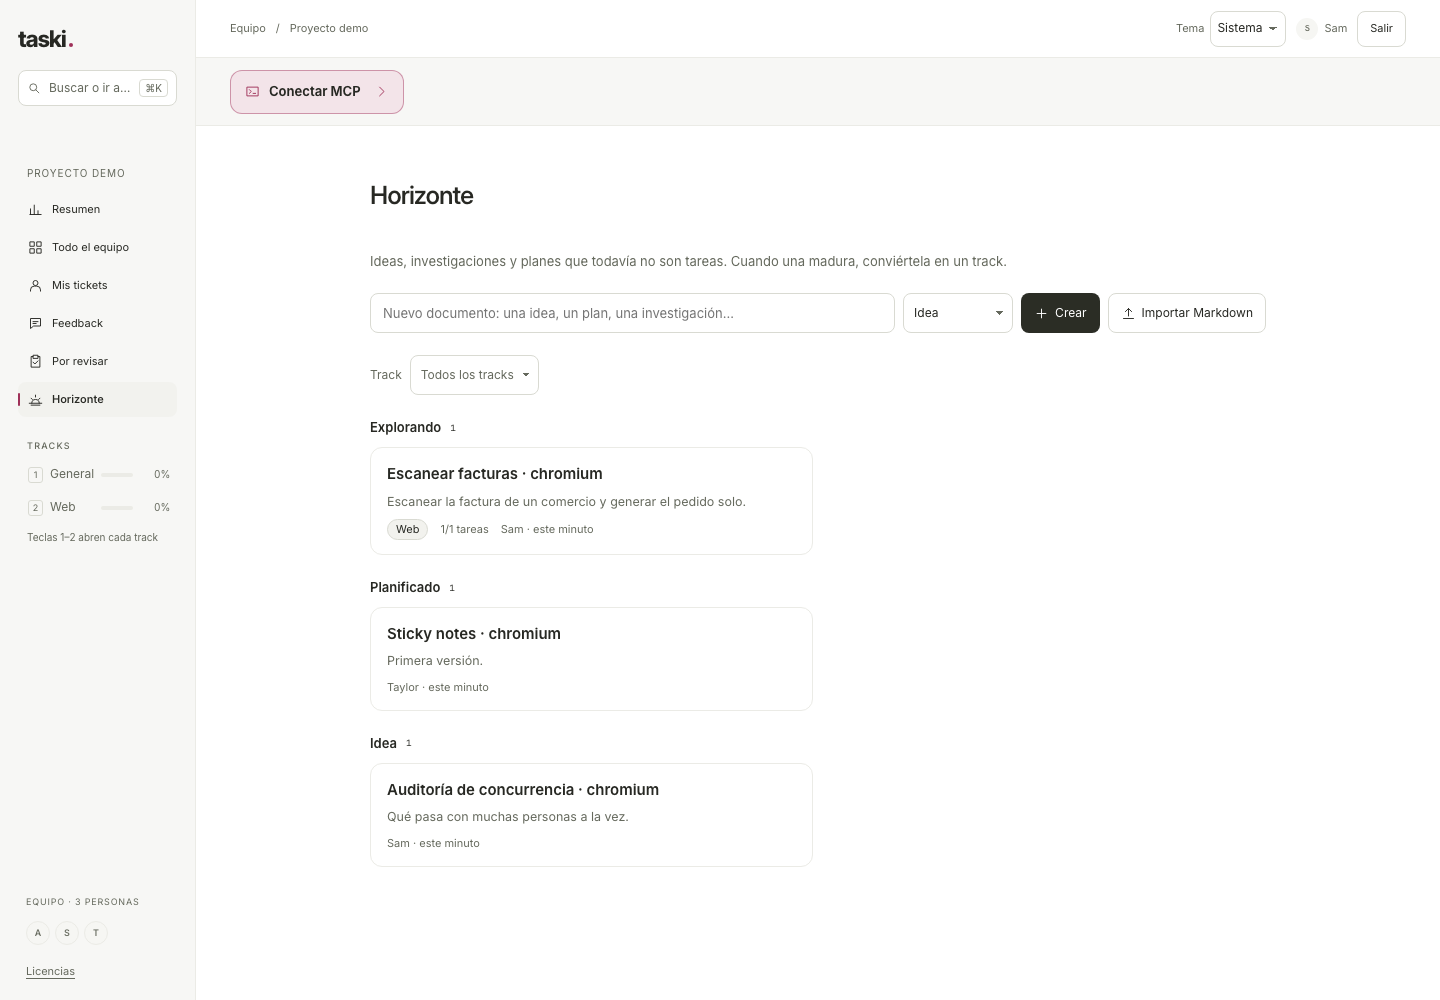 taski.
Buscar o ir a... ⌘K
PROYECTO DEMO
Resumen
Todo el equipo
Mis tickets
Feedback
Por revisar
Horizonte
TRACKS
1 General 0%
2 Web 0%
Teclas 1–2 abren cada track
EQUIPO · 3 PERSONAS
A S T
Licencias
Equipo / Proyecto demo
Tema Sistema S Sam Salir
Conectar MCP
Horizonte
Ideas, investigaciones y planes que todavía no son tareas. Cuando una madura, conviértela en un track.
Nuevo documento: una idea, un plan, una investigación... Idea Crear Importar Markdown
Track Todos los tracks
Explorando 1
Escanear facturas · chromium
Escanear la factura de un comercio y generar el pedido solo.
Web 1/1 tareas Sam · este minuto
Planificado 1
Sticky notes · chromium
Primera versión.
Taylor · este minuto
Idea 1
Auditoría de concurrencia · chromium
Qué pasa con muchas personas a la vez.
Sam · este minuto